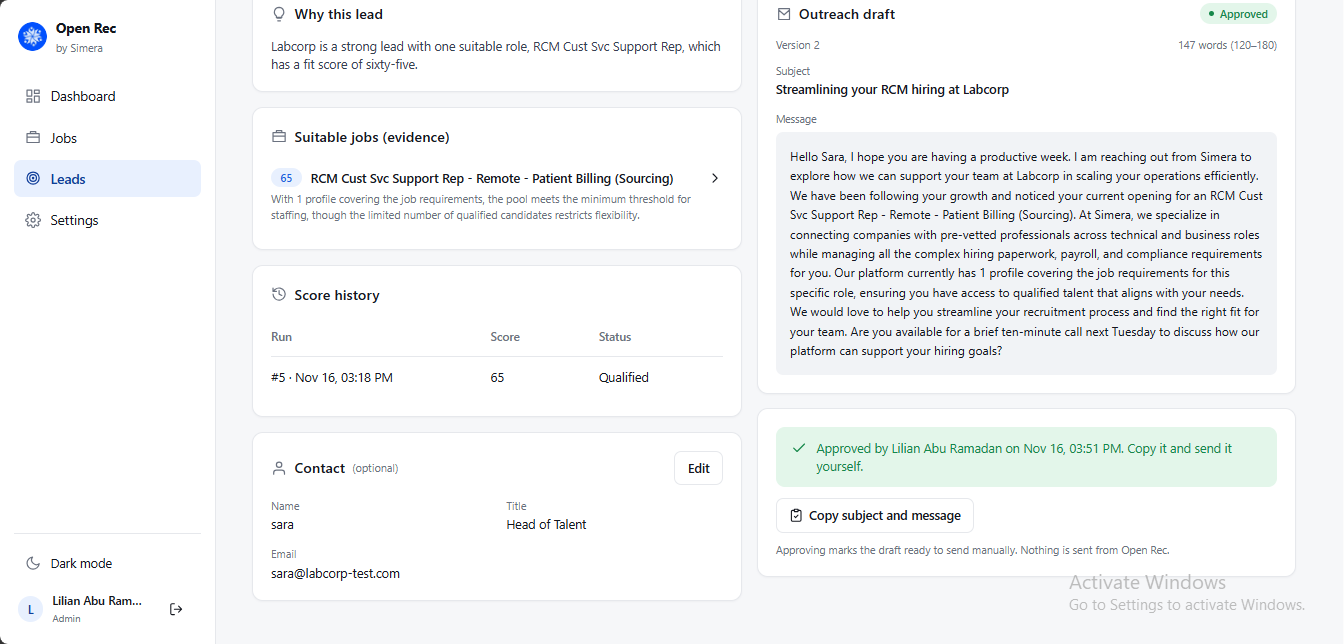 Open Rec
by Simera
Dashboard
Jobs
Leads
Settings
Dark mode
L
Lilian Abu Ram...
Admin
Why this lead
Labcorp is a strong lead with one suitable role, RCM Cust Svc Support Rep, which
has a fit score of sixty-five.
Suitable jobs (evidence)
65 RCM Cust Svc Support Rep - Remote - Patient Billing (Sourcing)
With 1 profile covering the job requirements, the pool meets the minimum threshold for
staffing, though the limited number of qualified candidates restricts flexibility.
Score history
Run Score Status
#5 · Nov 16, 03:18 PM 65 Qualified
Contact (optional) Edit
Name Title
sara Head of Talent
Email
sara@labcorp-test.com
Outreach draft Approved
Version 2 147 words (120–180)
Subject
Streamlining your RCM hiring at Labcorp
Message
Hello Sara, I hope you are having a productive week. I am reaching out from Simera to
explore how we can support your team at Labcorp in scaling your operations efficiently.
We have been following your growth and noticed your current opening for an RCM Cust
Svc Support Rep - Remote - Patient Billing (Sourcing). At Simera, we specialize in
connecting companies with pre-vetted professionals across technical and business roles
while managing all the complex hiring paperwork, payroll, and compliance requirements
for you. Our platform currently has 1 profile covering the job requirements for this
specific role, ensuring you have access to qualified talent that aligns with your needs.
We would love to help you streamline your recruitment process and find the right fit for
your team. Are you available for a brief ten-minute call next Tuesday to discuss how our
platform can support your hiring goals?
Approved by Lilian Abu Ramadan on Nov 16, 03:51 PM. Copy it and send it
yourself.
Copy subject and message
Approving marks the draft ready to send manually. Nothing is sent from Open Rec.
Activate Windows
Go to Settings to activate Windows.